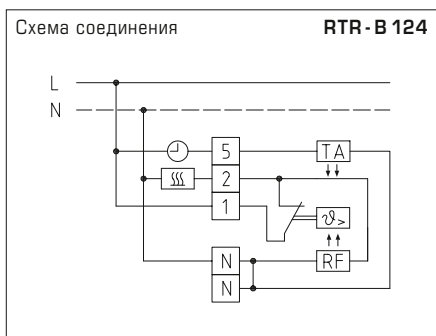 Схема соединения RTR-B 124
L
N
5 TA
2
1 ϑ>
N RF
N